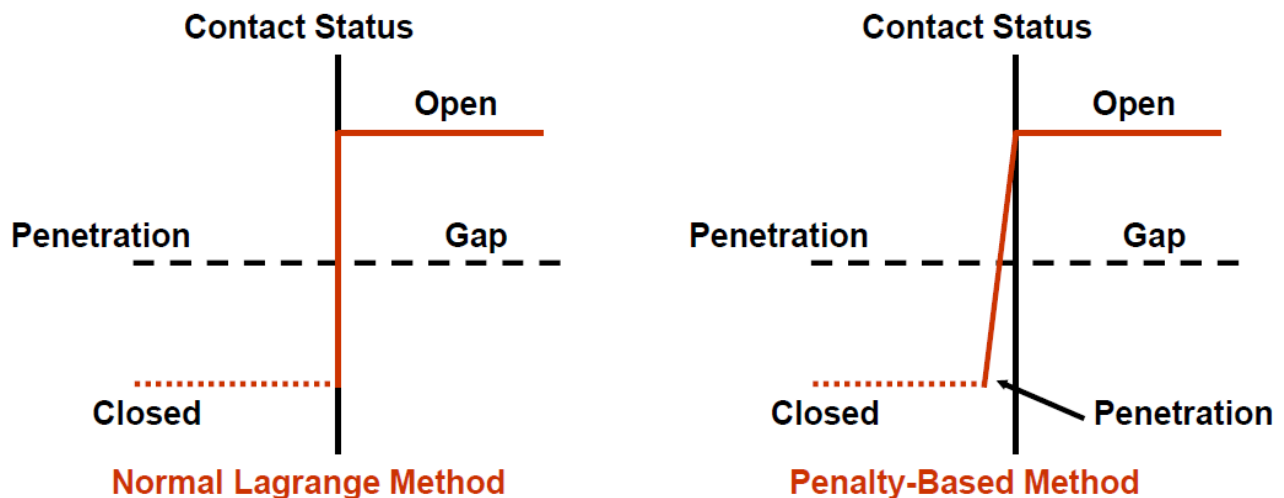 Contact Status
Open
Penetration
Gap
Closed
Normal Lagrange Method
Contact Status
Open
Penetration
Gap
Closed
Penetration
Penalty-Based Method